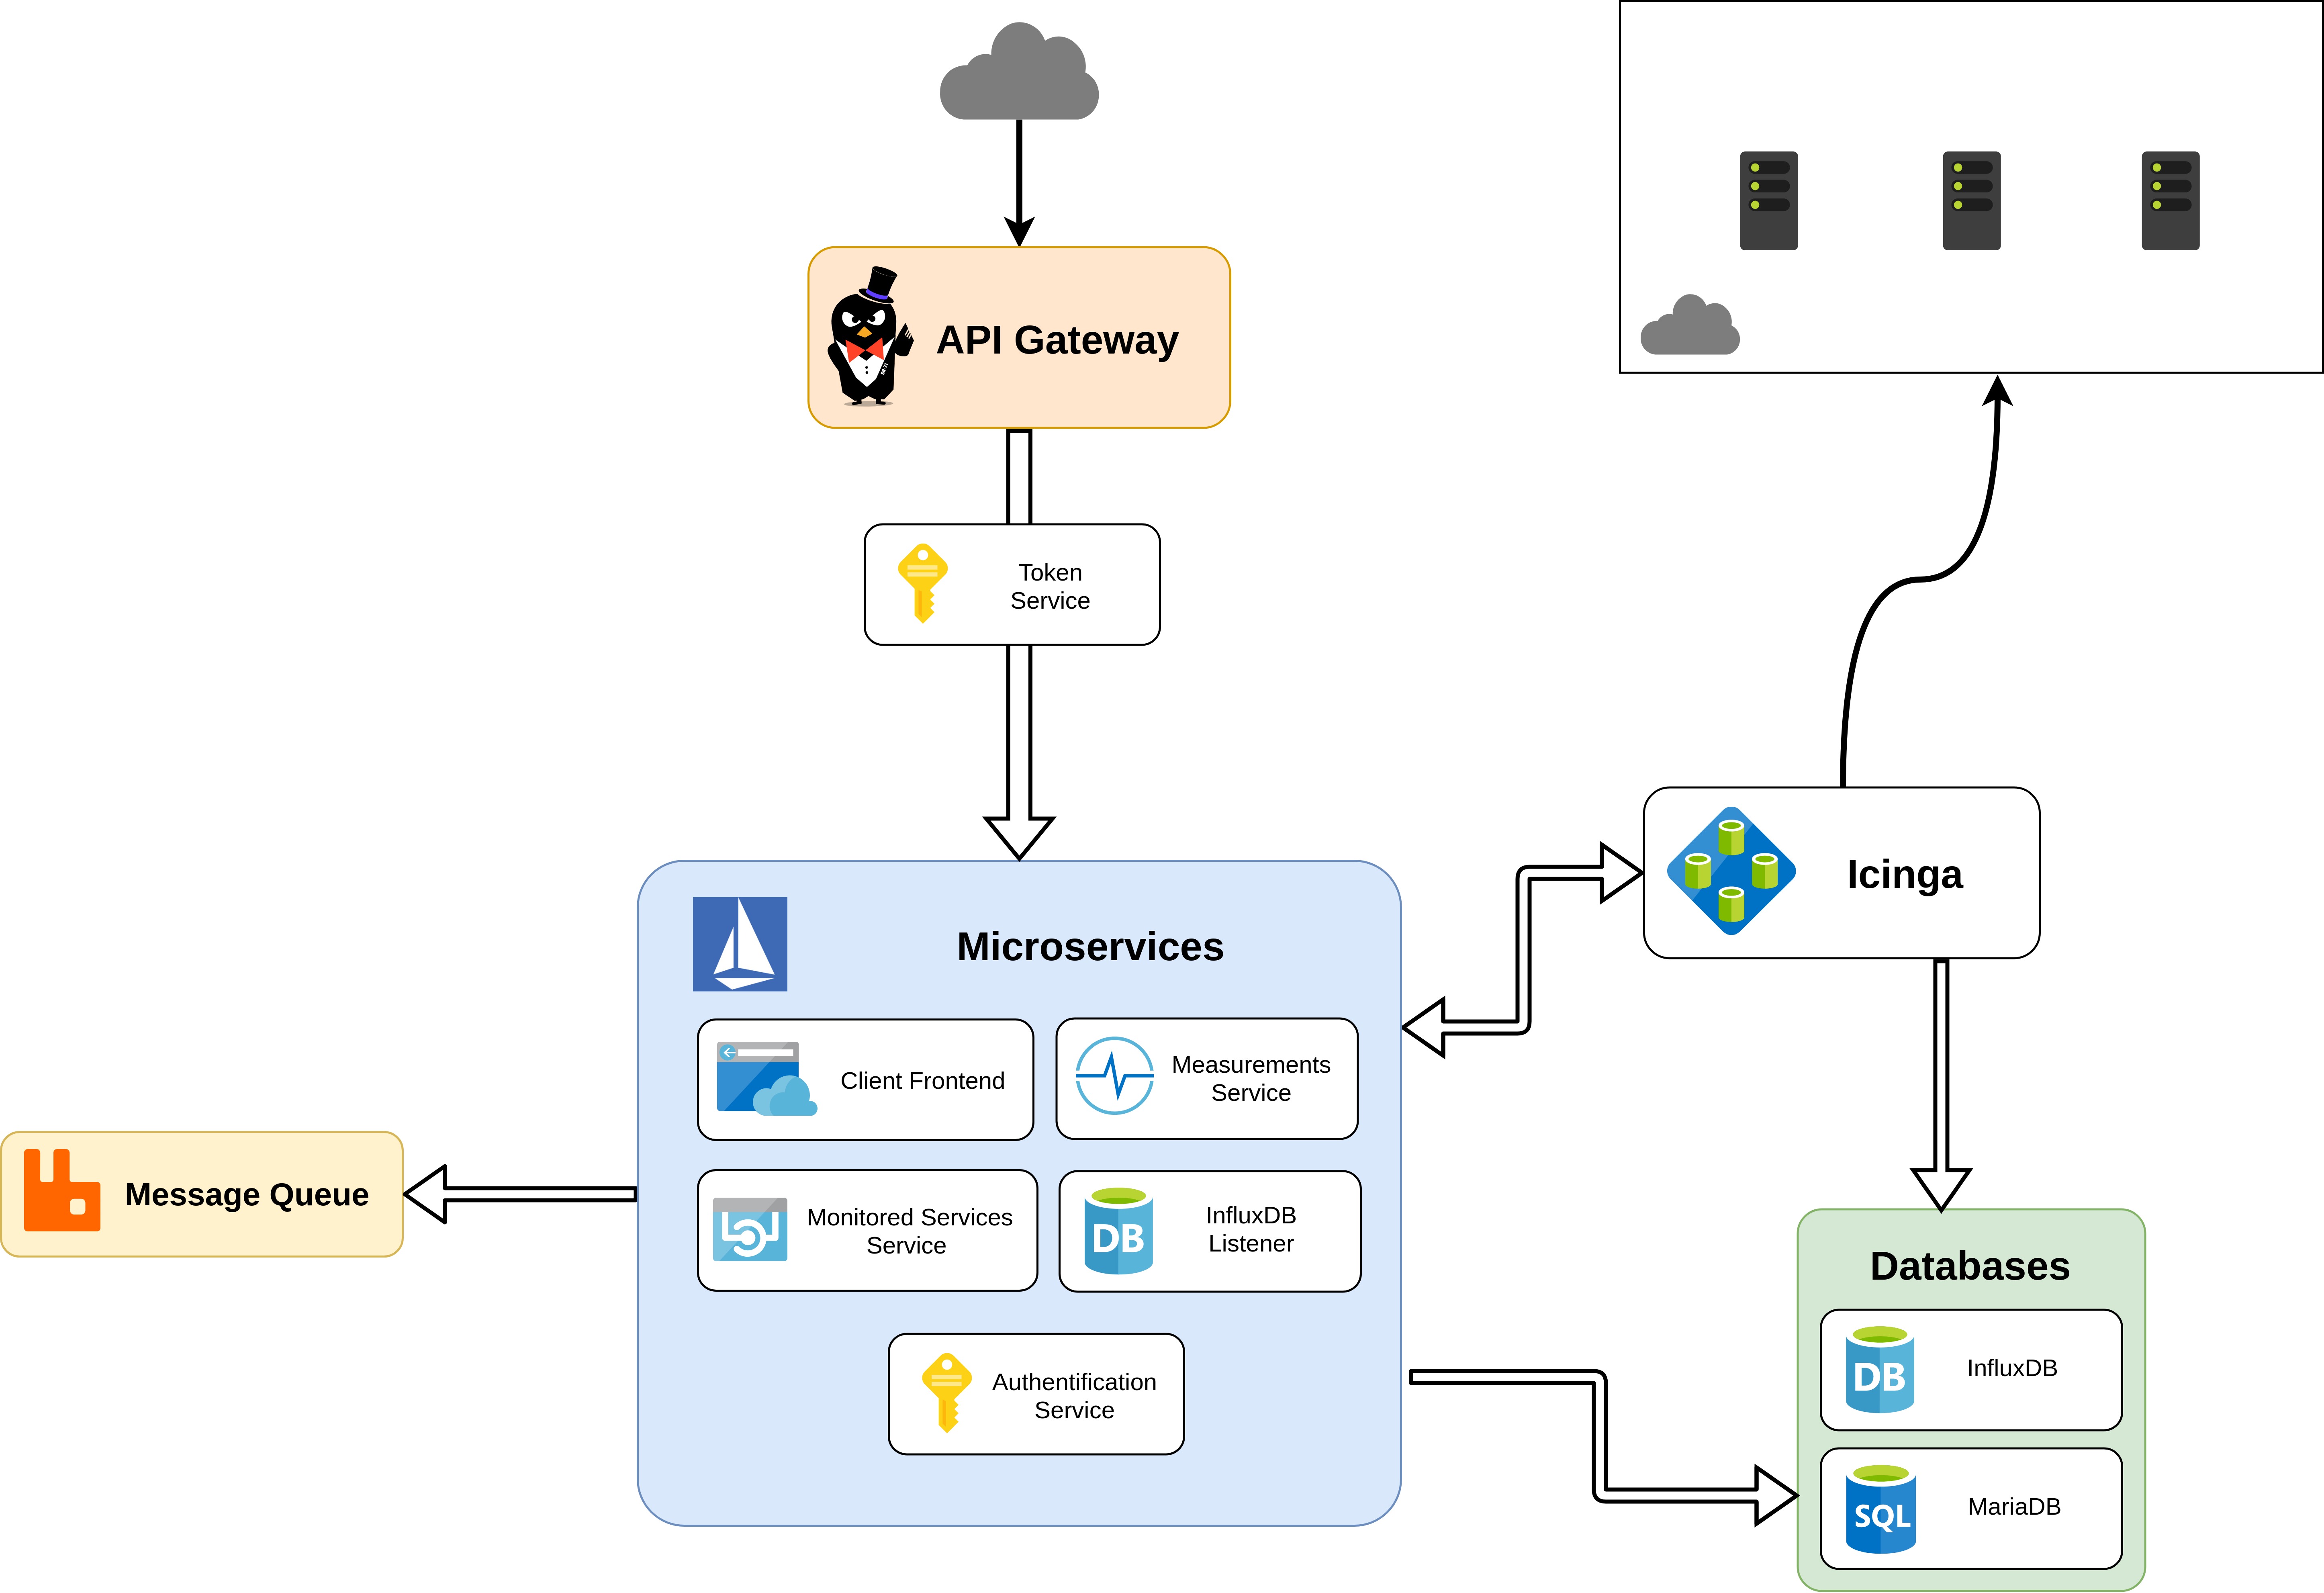 API Gateway
Token
Service
Icinga
Microservices
Client Frontend
Measurements
Service
Message Queue
Monitored Services
Service
DB
InfluxDB
Listener
Databases
DB
InfluxDB
Authentification
Service
SQL
MariaDB